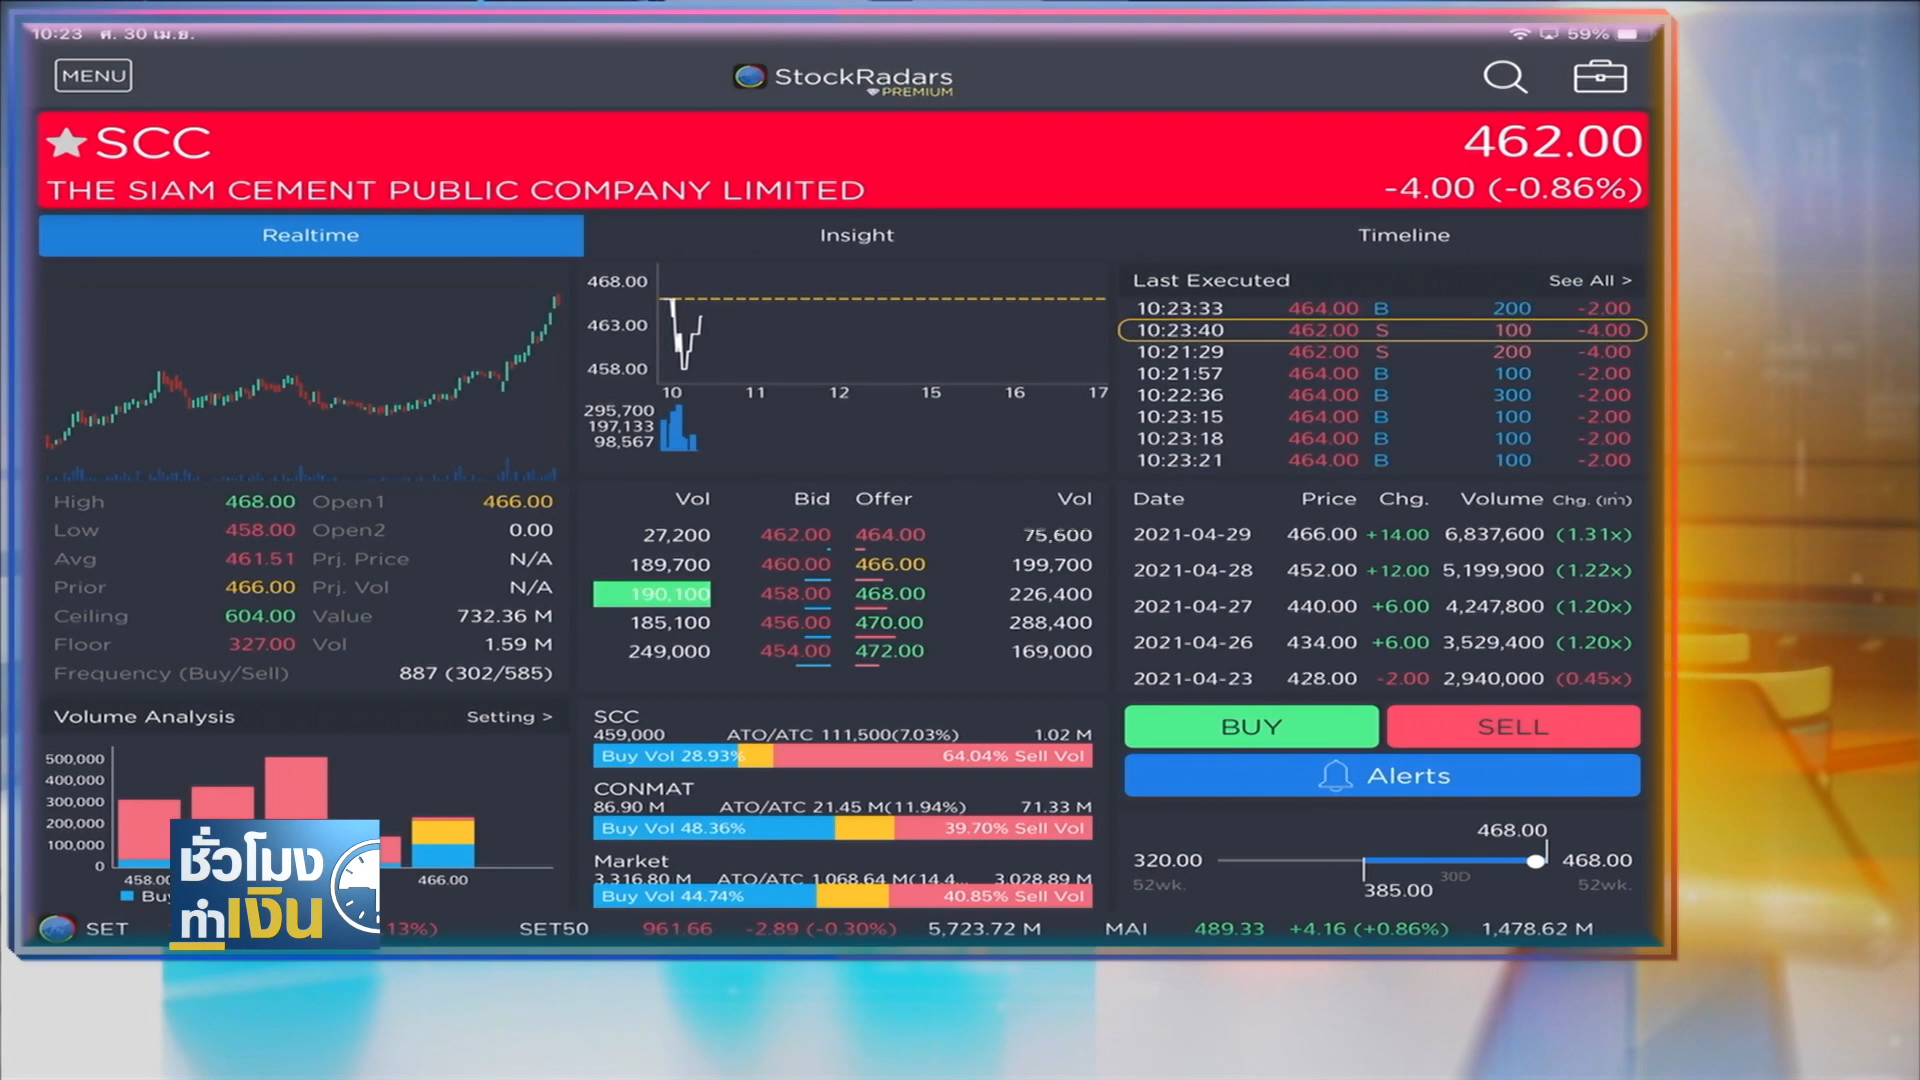 10:23 ศ. 30 เม.ย. 59%
MENU StockRadars
PREMIUM
SCC 462.00
THE SIAM CEMENT PUBLIC COMPANY LIMITED -4.00 (-0.86%)
Realtime Insight Timeline
468.00
463.00
458.00
10 11 12 15 16 17
295,700
197,133
98,567
Last Executed See All >
10:23:33 464.00 B 200 -2.00
10:23:40 462.00 S 100 -4.00
10:21:29 462.00 S 200 -4.00
10:21:57 464.00 B 100 -2.00
10:22:36 464.00 B 300 -2.00
10:23:15 464.00 B 100 -2.00
10:23:18 464.00 B 100 -2.00
10:23:21 464.00 B 100 -2.00
High 468.00 Open1 466.00
Low 458.00 Open2 0.00
Avg 461.51 Prj. Price N/A
Prior 466.00 Prj. Vol N/A
Ceiling 604.00 Value 732.36 M
Floor 327.00 Vol 1.59 M
Frequency (Buy/Sell) 887 (302/585)
Vol Bid Offer Vol
27,200 462.00 464.00 75,600
189,700 460.00 466.00 199,700
190,100 458.00 468.00 226,400
185,100 456.00 470.00 288,400
249,000 454.00 472.00 169,000
Date Price Chg. Volume Chg. (เท่า)
2021-04-29 466.00 +14.00 6,837,600 (1.31x)
2021-04-28 452.00 +12.00 5,199,900 (1.22x)
2021-04-27 440.00 +6.00 4,247,800 (1.20x)
2021-04-26 434.00 +6.00 3,529,400 (1.20x)
2021-04-23 428.00 -2.00 2,940,000 (0.45x)
Volume Analysis Setting >
500,000
400,000
300,000
200,000
100,000
0
458.00 466.00
Buy
SCC
459,000 ATO/ATC 111,500(7.03%) 1.02 M
Buy Vol 28.93% 64.04% Sell Vol
CONMAT
86.90 M ATO/ATC 21.45 M(11.94%) 71.33 M
Buy Vol 48.36% 39.70% Sell Vol
Market
3,316.80 M ATO/ATC 1,068.64 M(14.4... 3,028.89 M
Buy Vol 44.74% 40.85% Sell Vol
BUY SELL
Alerts
468.00
320.00 468.00
52wk. 30D 52wk.
385.00
ชั่วโมง
ทำเงิน
SET 13%) SET50 961.66 -2.89 (-0.30%) 5,723.72 M MAI 489.33 +4.16 (+0.86%) 1,478.62 M